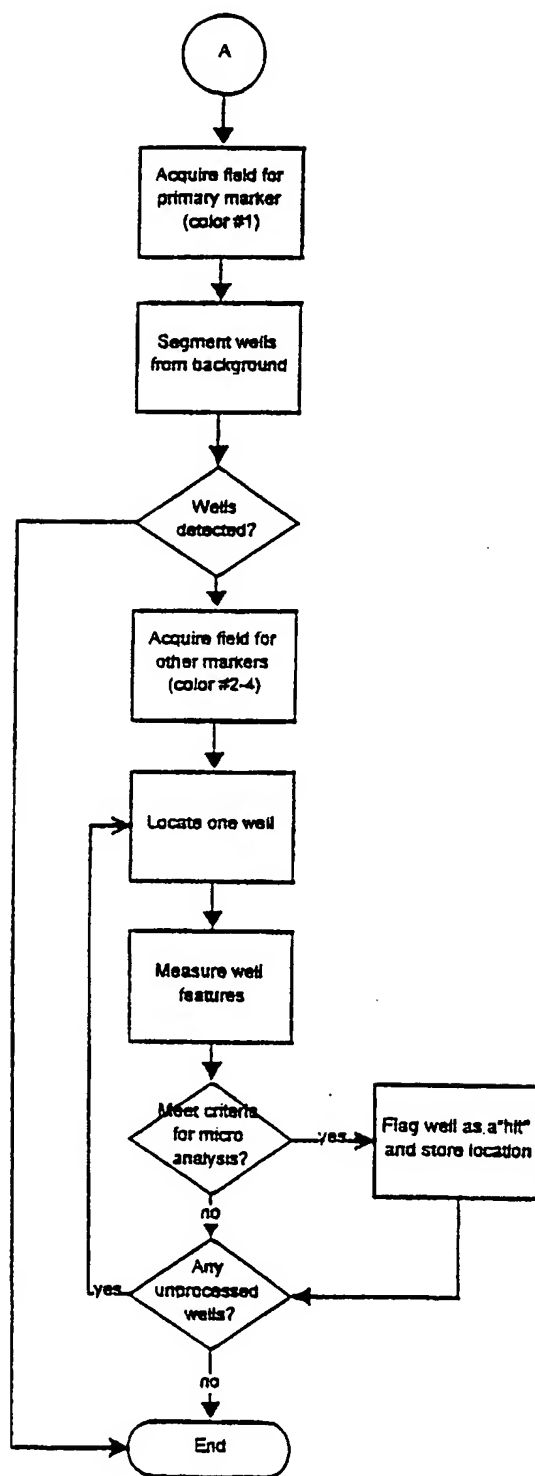 A
Acquire field for
primary marker
(color #1)
Segment wells
from background
Wells
detected?
Acquire field for
other markers
(color #2-4)
Locate one well
Measure well
features
Meet criteria
for micro
analysis?
yes
Flag well as a "hit"
and store location
no
Any
unprocessed
wells?
yes
no
End